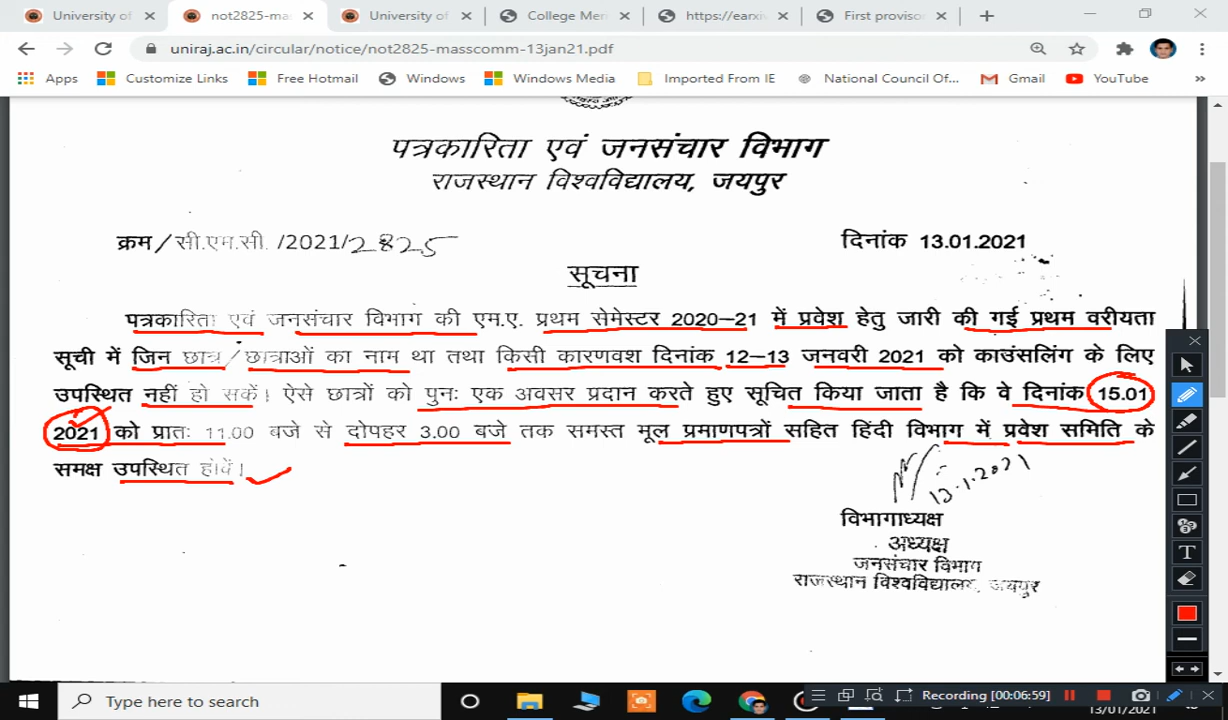 University of
not2825-mas
University of
College Mer
https://earxiv
First provisor
uniraj.ac.in/circular/notice/not2825-masscomm-13jan21.pdf
Apps
Customize Links
Free Hotmail
Windows
Windows Media
Imported From IE
National Council Of...
Gmail
YouTube
»
पत्रकारिता एवं जनसंचार विभाग
राजस्थान विश्वविद्यालय, जयपुर
क्रम/सी.एम.सी. /2021/2825
दिनांक 13.01.2021
सूचना
पत्रकारिता एवं जनसंचार विभाग की एम.ए. प्रथम सेमेस्टर 2020-21 में प्रवेश हेतु जारी की गई प्रथम वरीयता
सूची में जिन छात्र/छात्राओं का नाम था तथा किसी कारणवश दिनांक 12-13 जनवरी 2021 को काउंसलिंग के लिए
उपस्थित नहीं हो सकें। ऐसे छात्रों को पुनः एक अवसर प्रदान करते हुए सूचित किया जाता है कि वे दिनांक 15.01
2021 को प्रातः 11.00 बजे से दोपहर 3.00 बजे तक समस्त मूल प्रमाणपत्रों सहित हिंदी विभाग में प्रवेश समिति के
समक्ष उपस्थित होवें।
13.1.2021
विभागाध्यक्ष
अध्यक्ष
जनसंचार विभाग
राजस्थान विश्वविद्यालय, जयपुर
T
Type here to search
Recording [00:06:59]
13/01/2021